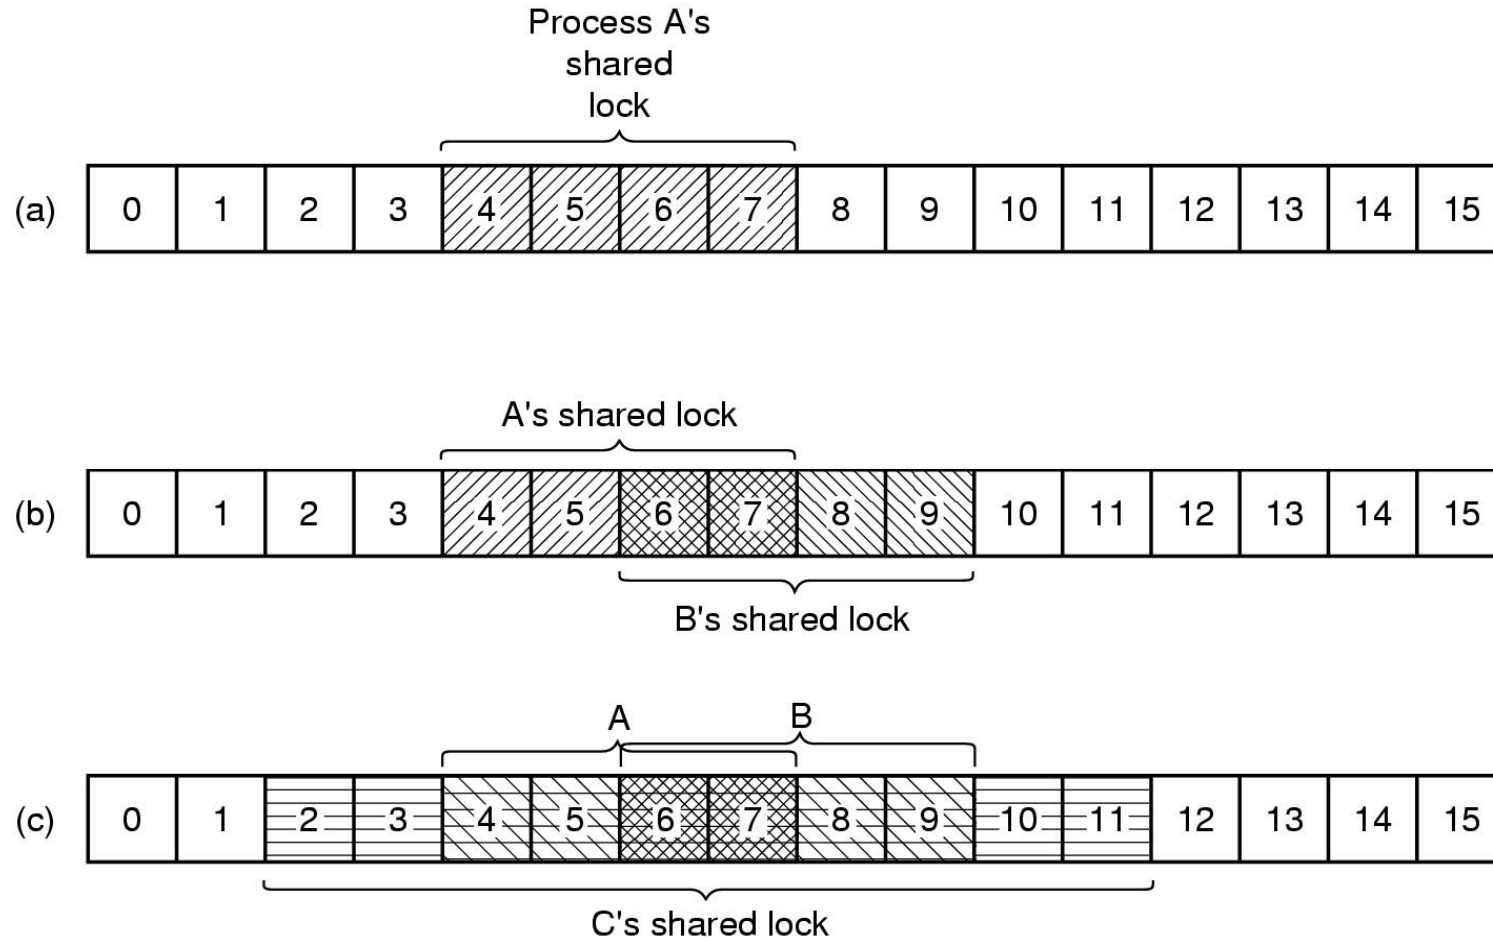 Process A's
shared
lock
(a) 0 1 2 3 4 5 6 7 8 9 10 11 12 13 14 15
A's shared lock
(b) 0 1 2 3 4 5 6 7 8 9 10 11 12 13 14 15
B's shared lock
A B
(c) 0 1 2 3 4 5 6 7 8 9 10 11 12 13 14 15
C's shared lock